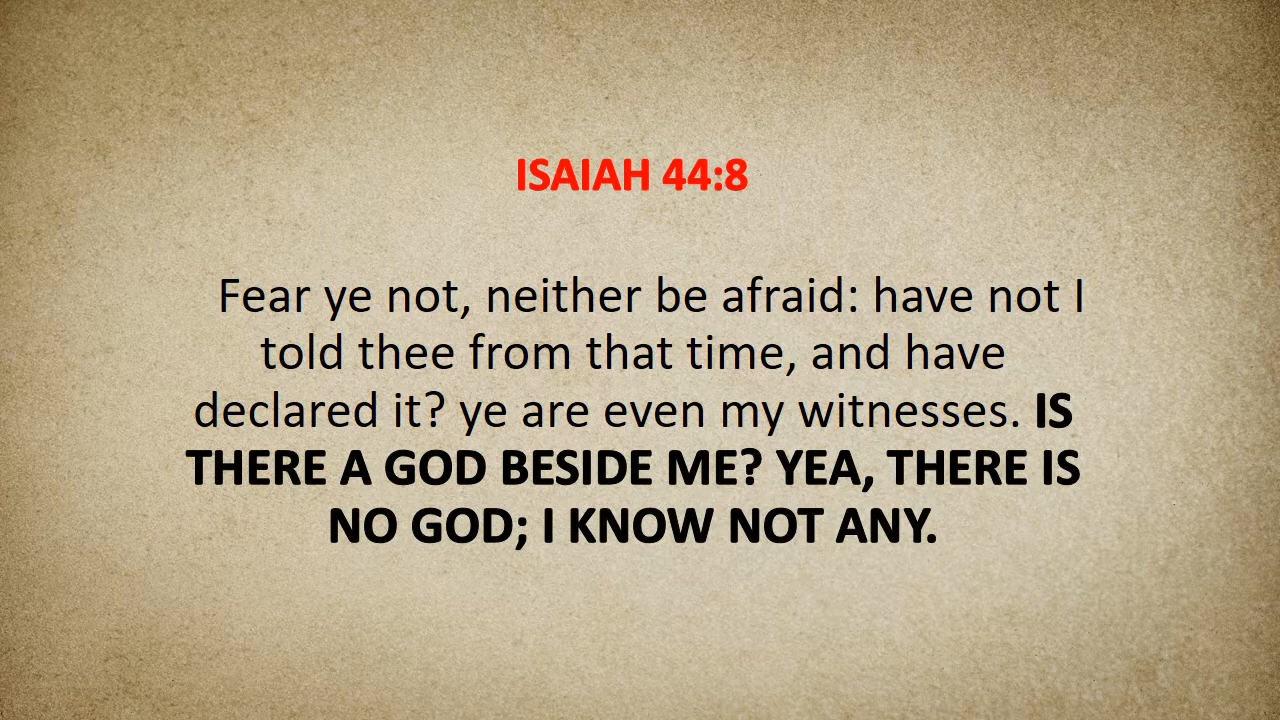 ISAIAH 44:8
Fear ye not, neither be afraid: have not I
told thee from that time, and have
declared it? ye are even my witnesses. IS
THERE A GOD BESIDE ME? YEA, THERE IS
NO GOD; I KNOW NOT ANY.